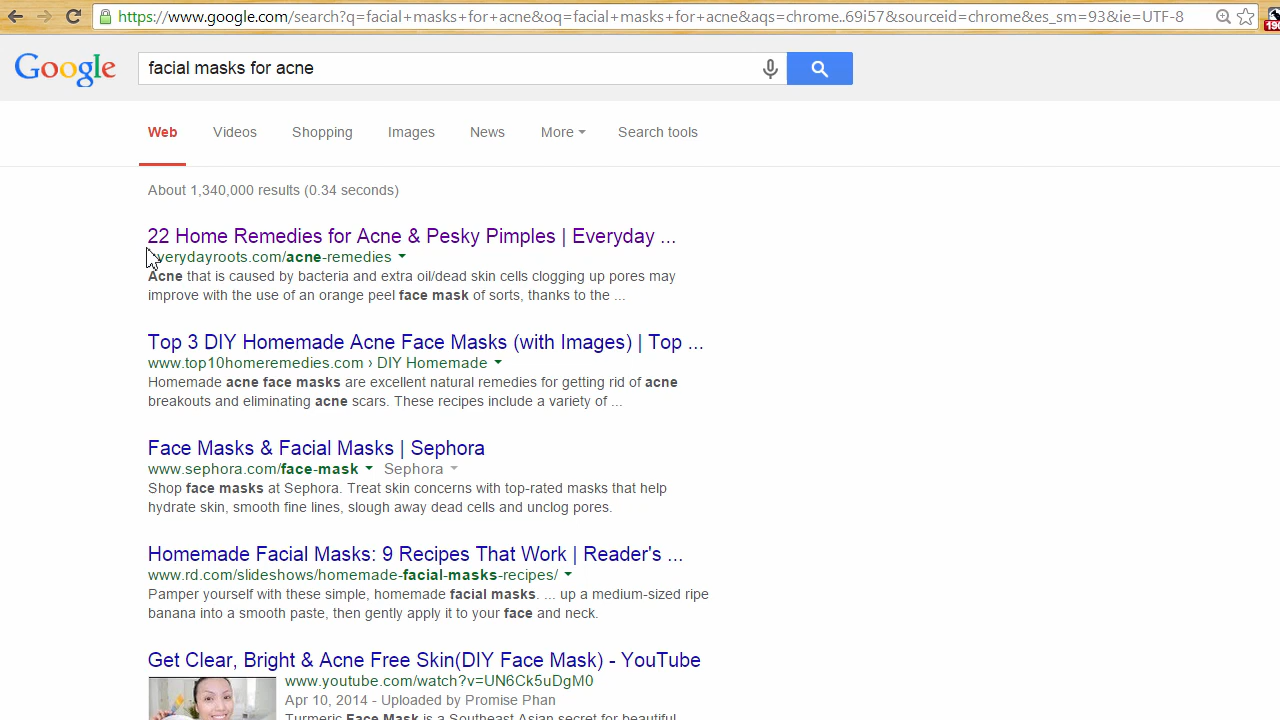 https://www.google.com/search?q=facial+masks+for+acne&oq=facial+masks+for+acne&aqs=chrome..69i57&sourceid=chrome&es_sm=93&ie=UTF-8
Google
facial masks for acne
Web Videos Shopping Images News More Search tools
About 1,340,000 results (0.34 seconds)
22 Home Remedies for Acne & Pesky Pimples | Everyday ...
everydayroots.com/acne-remedies
Acne that is caused by bacteria and extra oil/dead skin cells clogging up pores may
improve with the use of an orange peel face mask of sorts, thanks to the ...
Top 3 DIY Homemade Acne Face Masks (with Images) | Top ...
www.top10homeremedies.com › DIY Homemade
Homemade acne face masks are excellent natural remedies for getting rid of acne
breakouts and eliminating acne scars. These recipes include a variety of ...
Face Masks & Facial Masks | Sephora
www.sephora.com/face-mask Sephora
Shop face masks at Sephora. Treat skin concerns with top-rated masks that help
hydrate skin, smooth fine lines, slough away dead cells and unclog pores.
Homemade Facial Masks: 9 Recipes That Work | Reader's ...
www.rd.com/slideshows/homemade-facial-masks-recipes/
Pamper yourself with these simple, homemade facial masks. ... up a medium-sized ripe
banana into a smooth paste, then gently apply it to your face and neck.
Get Clear, Bright & Acne Free Skin(DIY Face Mask) - YouTube
www.youtube.com/watch?v=UN6Ck5uDgM0
Apr 10, 2014 - Uploaded by Promise Phan
Turmeric Face Mask is a Southeast Asian secret for beautiful